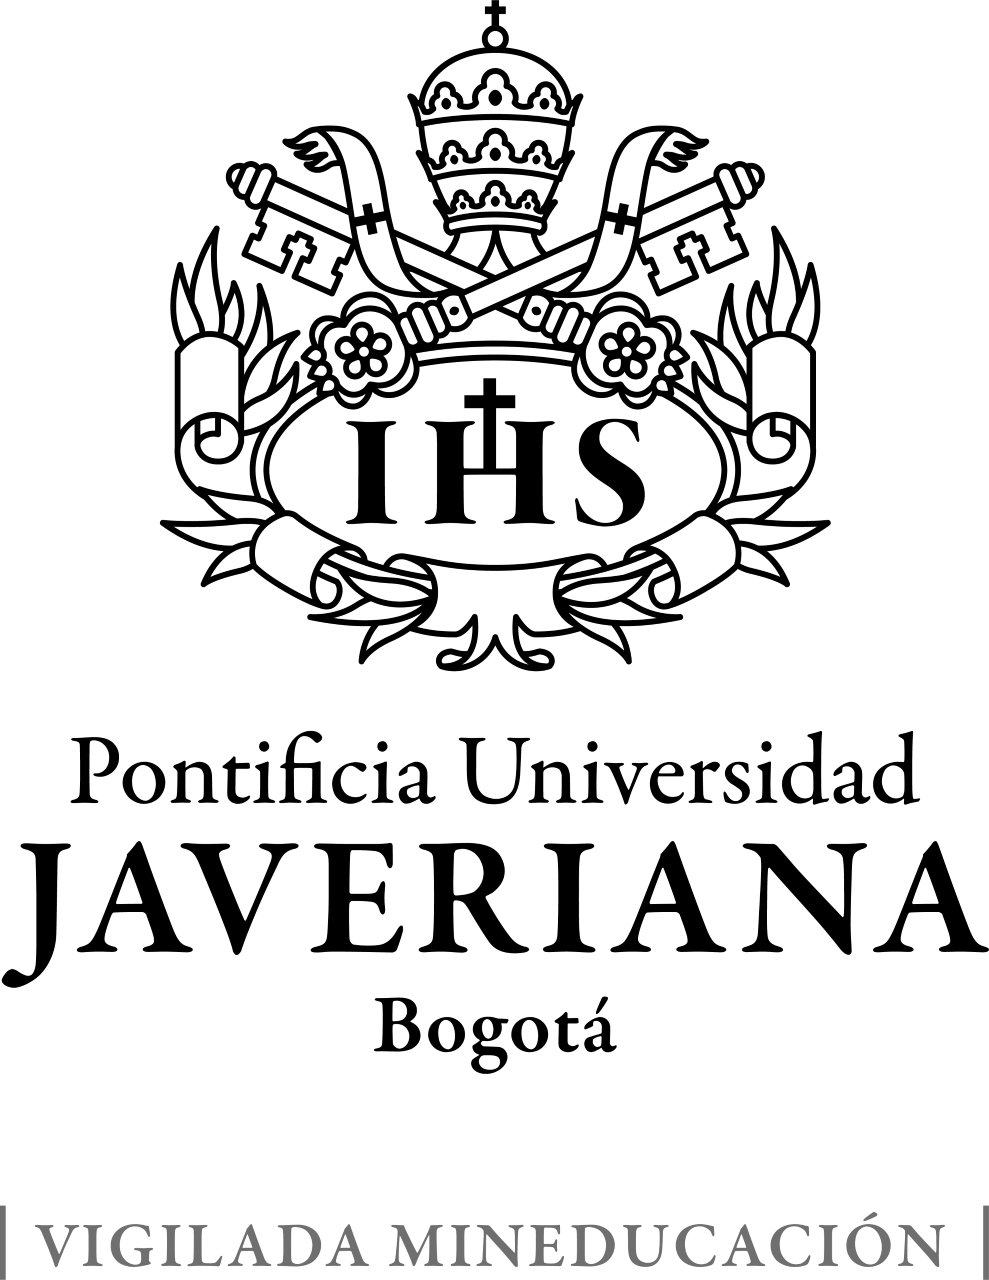 IHS
Pontificia Universidad
JAVERIANA
Bogotá
VIGILADA MINEDUCACIÓN